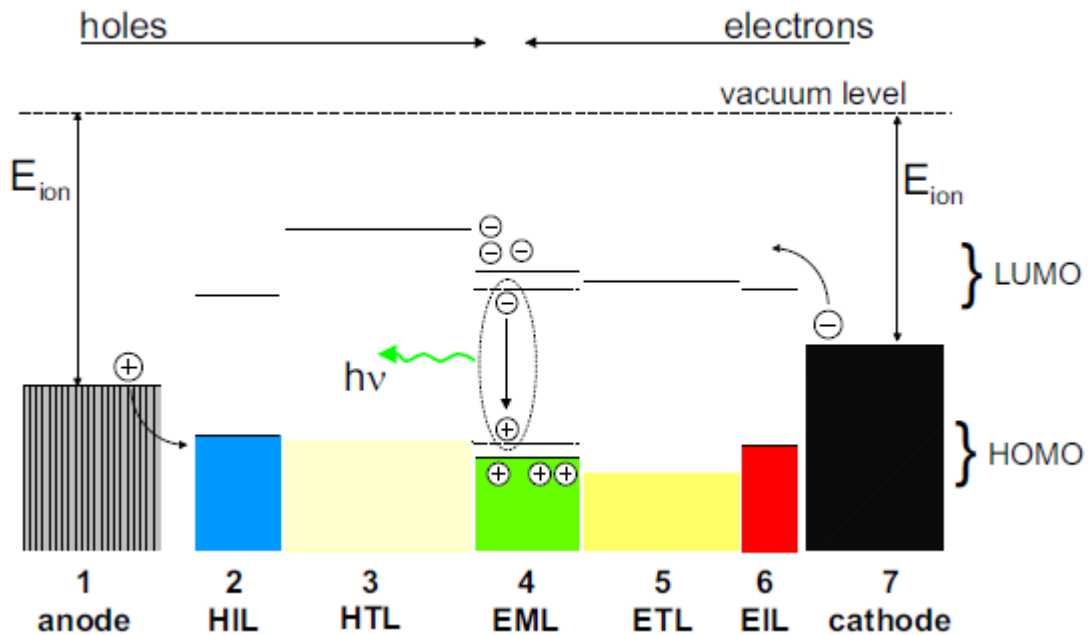 holes electrons
vacuum level
E_ion E_ion
⊖
⊖ ⊖
} LUMO
⊖
⊖
hν
⊕
⊕
} HOMO
⊕ ⊕⊕
1 2 3 4 5 6 7
anode HIL HTL EML ETL EIL cathode